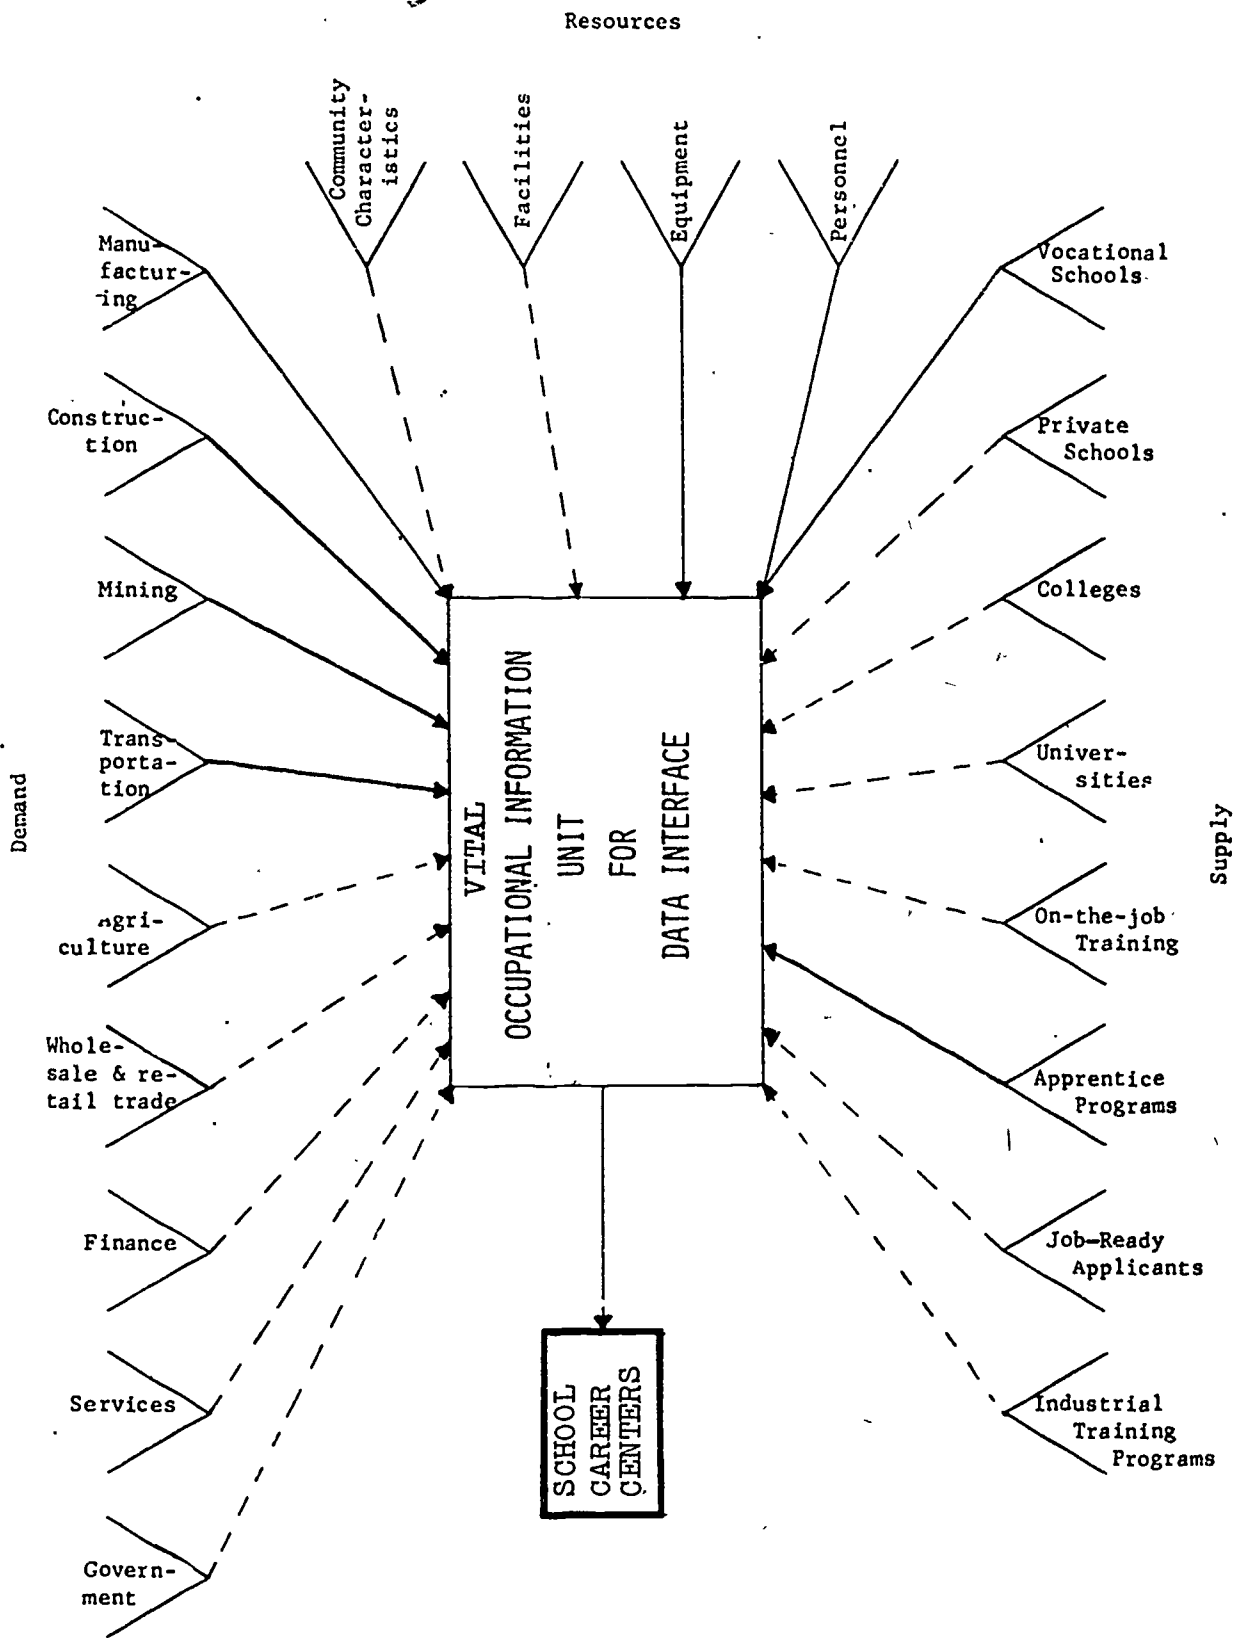 Resources
Community
Character-
istics
Facilities
Equipment
Personnel
Demand
Manu-
factur-
ing
Construc-
tion
Mining
Trans-
porta-
tion
Agri-
culture
Whole-
sale & re-
tail trade
Finance
Services
Govern-
ment
VITAL
OCCUPATIONAL INFORMATION
UNIT
FOR
DATA INTERFACE
SCHOOL
CAREER
CENTERS
Supply
Vocational
Schools
Private
Schools
Colleges
Univer-
sities
On-the-job
Training
Apprentice
Programs
Job-Ready
Applicants
Industrial
Training
Programs